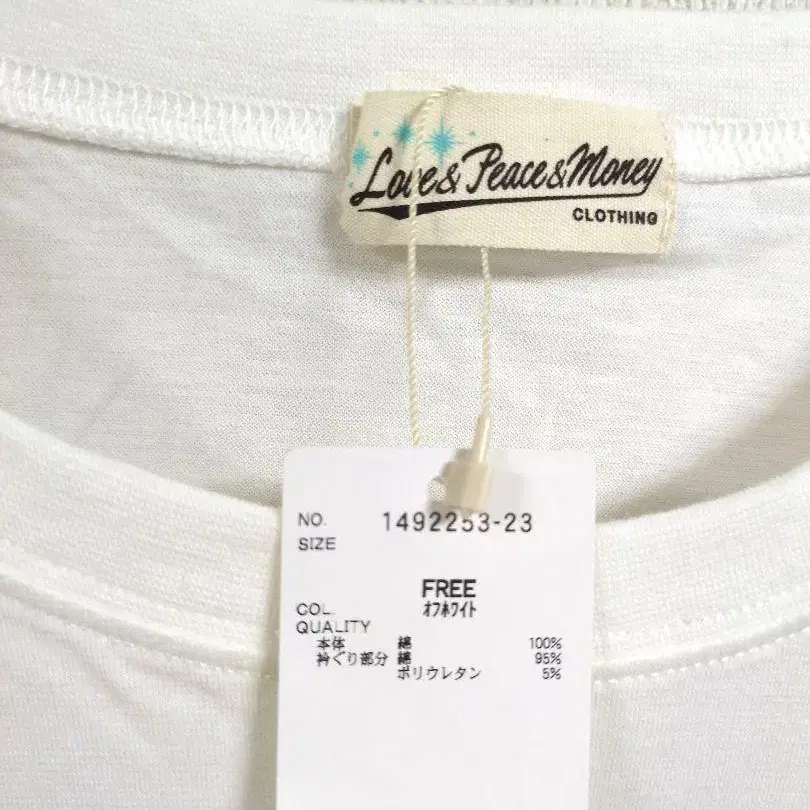 Love & Peace & Money
CLOTHING
NO. 1492253-23
SIZE
FREE
COL. オフホワイト
QUALITY
本体 綿 100%
衿ぐり部分 綿 95%
ポリウレタン 5%